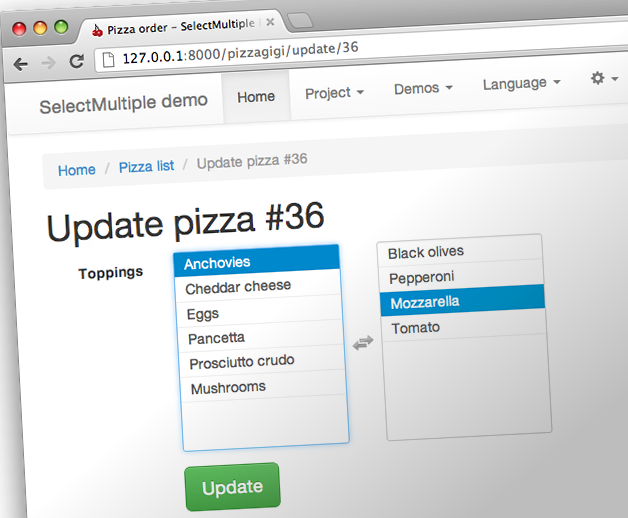 Pizza order – SelectMultiple
127.0.0.1:8000/pizzagigi/update/36
SelectMultiple demo Home Project Demos Language
Home / Pizza list / Update pizza #36
Update pizza #36
Toppings
Anchovies
Cheddar cheese
Eggs
Pancetta
Prosciutto crudo
Mushrooms
Black olives
Pepperoni
Mozzarella
Tomato
Update